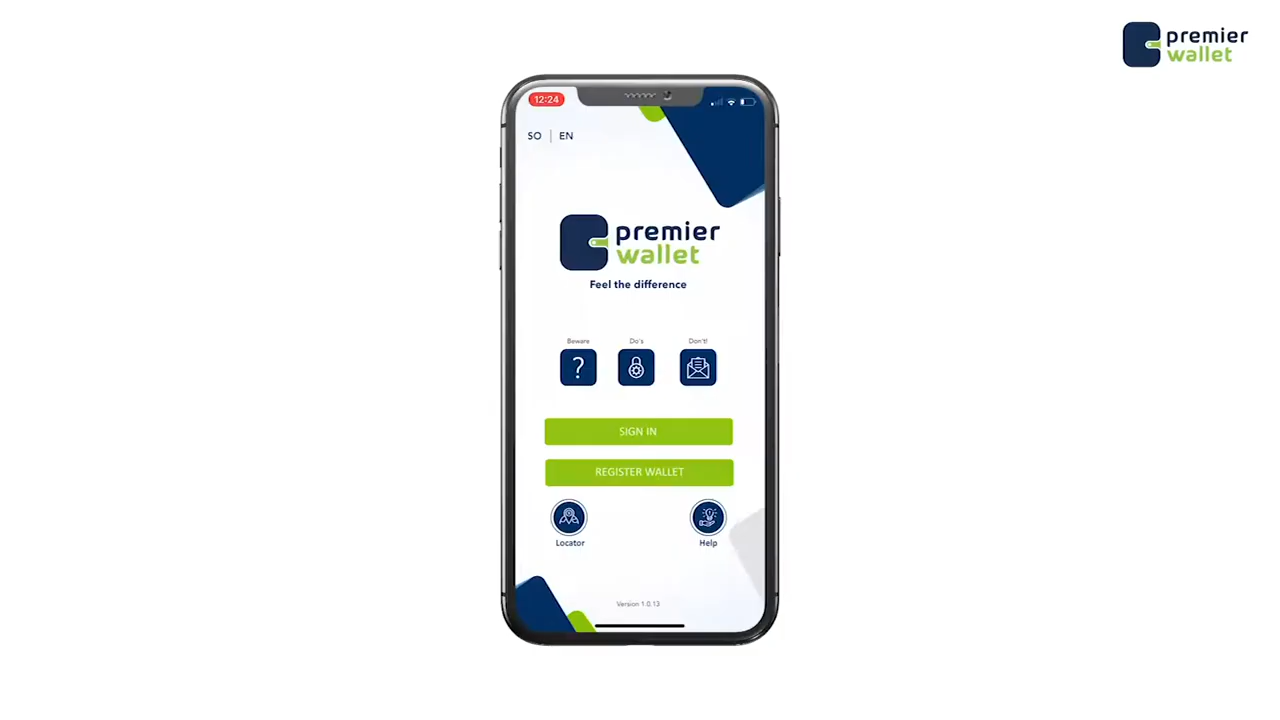 premier
wallet
12:24
SO | EN
premier
wallet
Feel the difference
Beware
Do's
Don't!
?
SIGN IN
REGISTER WALLET
Locator
Help
Version 1.0.13